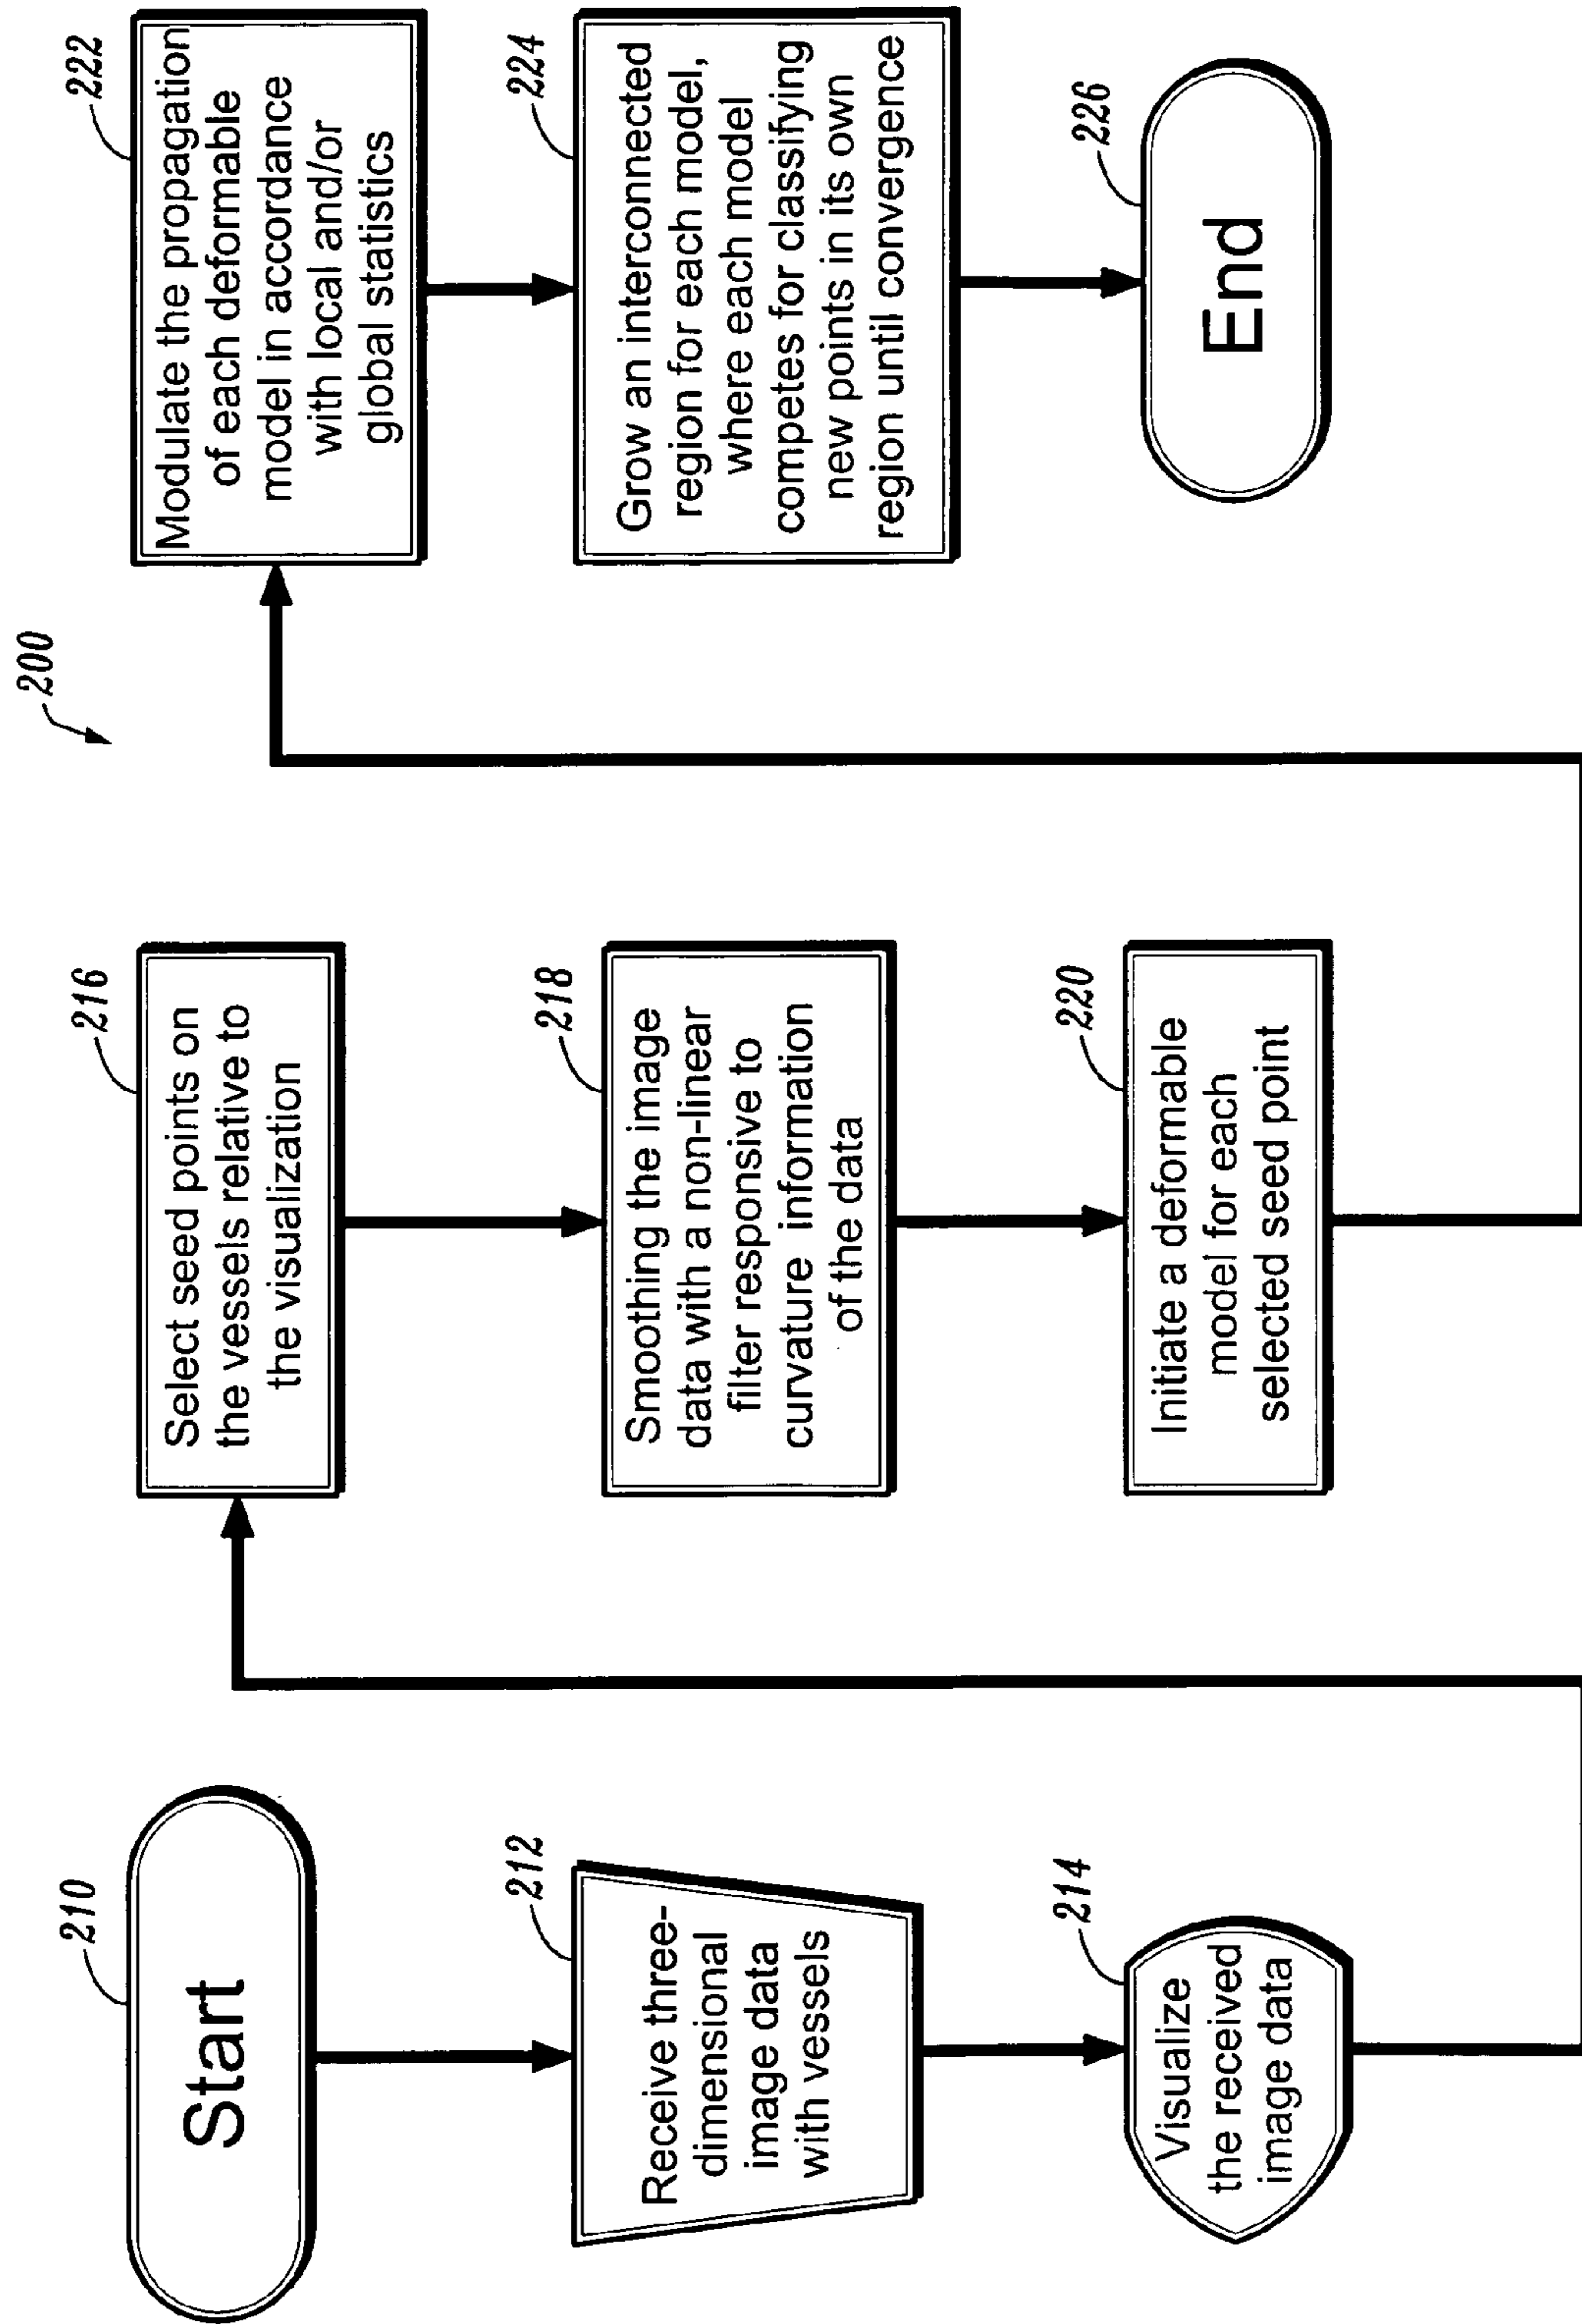 200
210
Start
212
Receive three-
dimensional
image data
with vessels
214
Visualize
the received
image data
216
Select seed points on
the vessels relative to
the visualization
218
Smoothing the image
data with a non-linear
filter responsive to
curvature information
of the data
220
Initiate a deformable
model for each
selected seed point
222
Modulate the propagation
of each deformable
model in accordance
with local and/or
global statistics
224
Grow an interconnected
region for each model,
where each model
competes for classifying
new points in its own
region until convergence
226
End